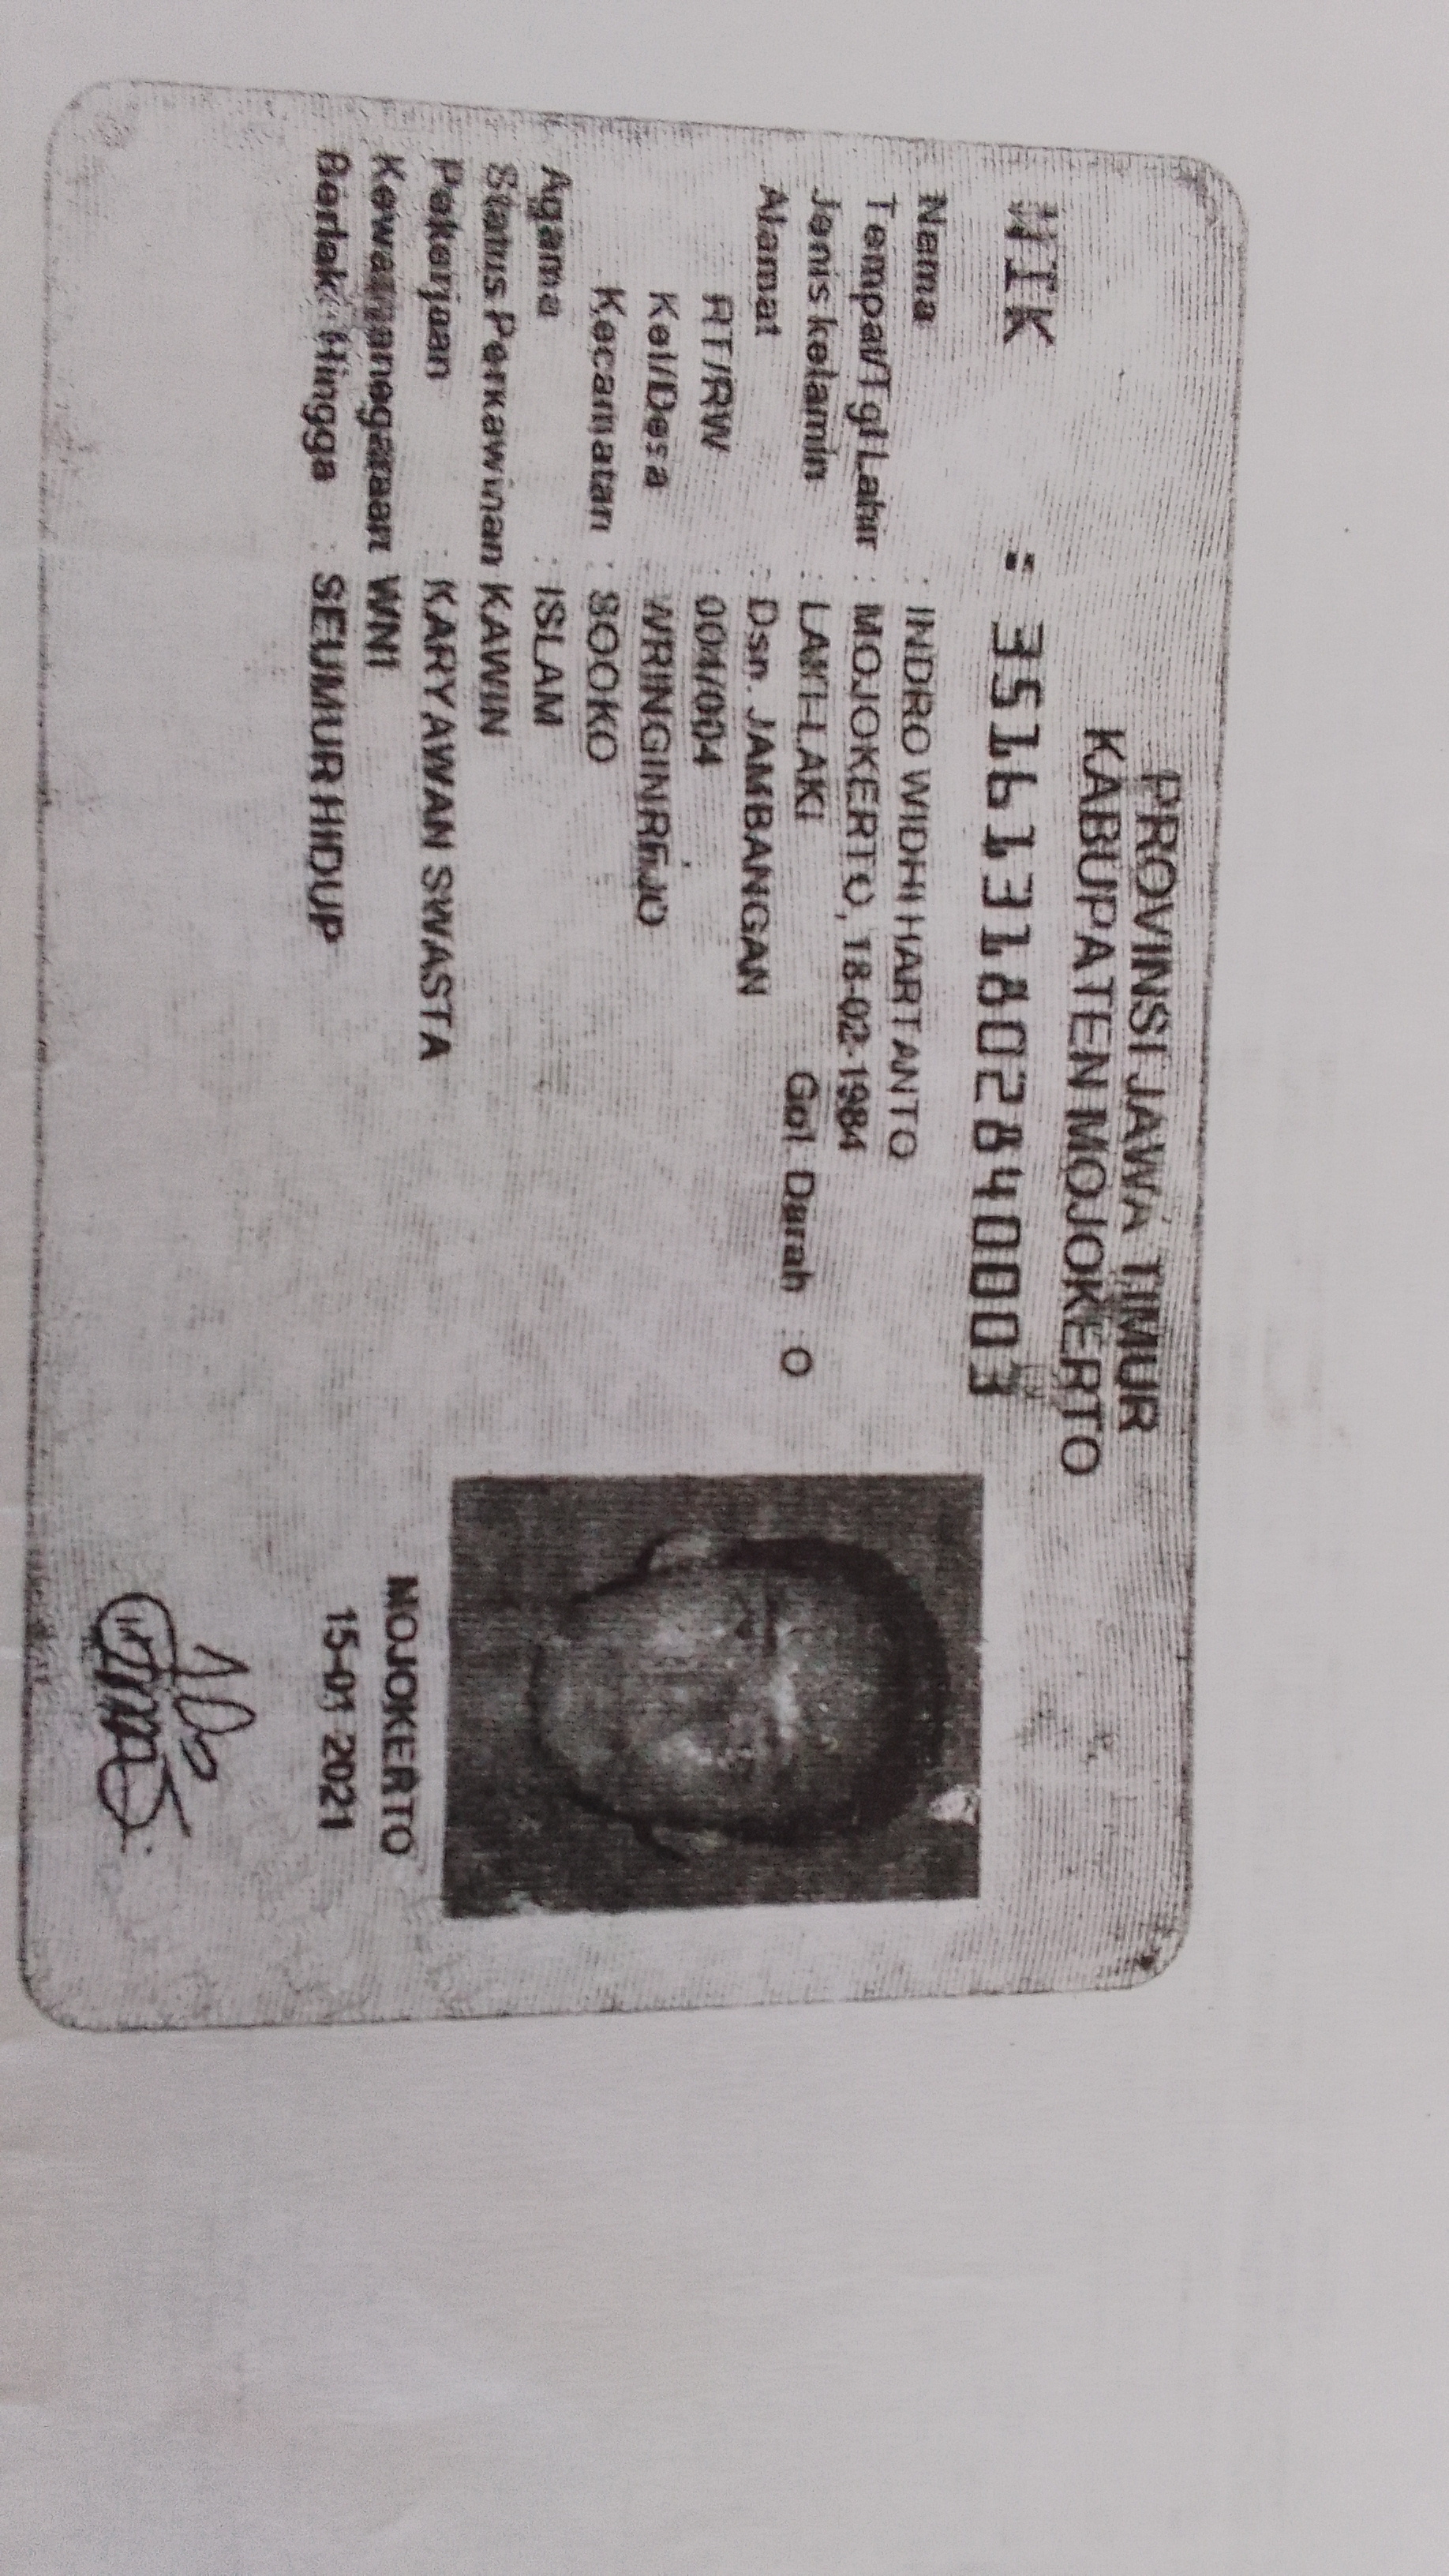 PROVINSI JAWA TIMUR
KABUPATEN MOJOKERTO
NIK : 3516131802840003
Nama : INDRO WIDHI HARTANTO
Tempat/Tgl Lahir : MOJOKERTO, 18-02-1984
Jenis kelamin : LAKI-LAKI Gol. Darah : O
Alamat : Dsn. JAMBANGAN
RT/RW : 004/004
Kel/Desa : WRINGINREJO
Kecamatan : SOOKO
Agama : ISLAM
Status Perkawinan KAWIN
Pekerjaan : KARYAWAN SWASTA
Kewarganegaraan WNI
Berlaku Hingga : SEUMUR HIDUP
MOJOKERTO
15-01-2021